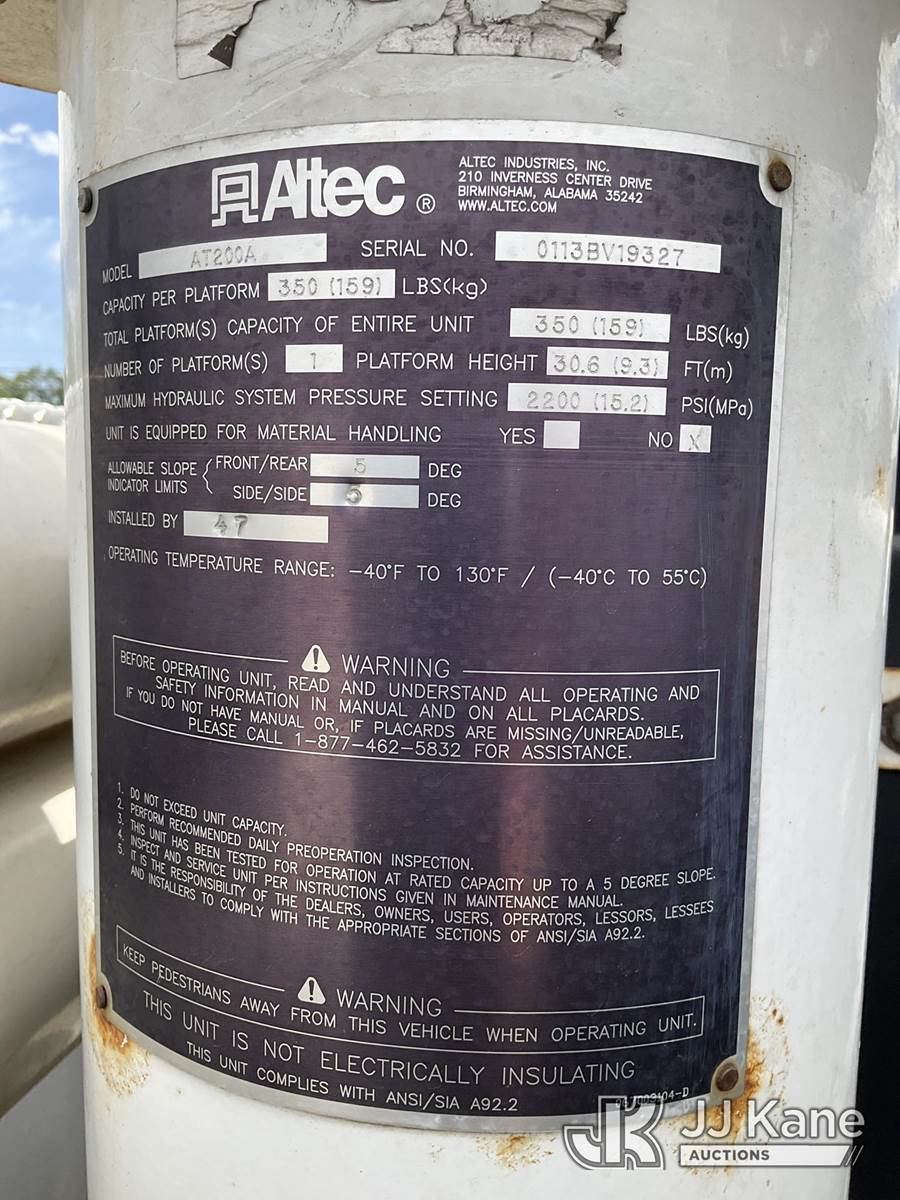 Altec ®
ALTEC INDUSTRIES, INC.
210 INVERNESS CENTER DRIVE
BIRMINGHAM, ALABAMA 35242
WWW.ALTEC.COM
MODEL AT200A SERIAL NO. 0113BV19327
CAPACITY PER PLATFORM 350 (159) LBS(kg)
TOTAL PLATFORM(S) CAPACITY OF ENTIRE UNIT 350 (159) LBS(kg)
NUMBER OF PLATFORM(S) 1 PLATFORM HEIGHT 30.6 (9.3) FT(m)
MAXIMUM HYDRAULIC SYSTEM PRESSURE SETTING 2200 (15.2) PSI(MPa)
UNIT IS EQUIPPED FOR MATERIAL HANDLING YES NO X
ALLOWABLE SLOPE INDICATOR LIMITS { FRONT/REAR 5 DEG
SIDE/SIDE 5 DEG
INSTALLED BY 47
OPERATING TEMPERATURE RANGE: -40°F TO 130°F / (-40°C TO 55°C)
WARNING
BEFORE OPERATING UNIT, READ AND UNDERSTAND ALL OPERATING AND
SAFETY INFORMATION IN MANUAL AND ON ALL PLACARDS.
IF YOU DO NOT HAVE MANUAL OR, IF PLACARDS ARE MISSING/UNREADABLE,
PLEASE CALL 1-877-462-5832 FOR ASSISTANCE.
1. DO NOT EXCEED UNIT CAPACITY.
2. PERFORM RECOMMENDED DAILY PREOPERATION INSPECTION.
3. THIS UNIT HAS BEEN TESTED FOR OPERATION AT RATED CAPACITY UP TO A 5 DEGREE SLOPE.
4. INSPECT AND SERVICE UNIT PER INSTRUCTIONS GIVEN IN MAINTENANCE MANUAL.
5. IT IS THE RESPONSIBILITY OF THE DEALERS, OWNERS, USERS, OPERATORS, LESSORS, LESSEES
AND INSTALLERS TO COMPLY WITH THE APPROPRIATE SECTIONS OF ANSI/SIA A92.2.
WARNING
KEEP PEDESTRIANS AWAY FROM THIS VEHICLE WHEN OPERATING UNIT.
THIS UNIT IS NOT ELECTRICALLY INSULATING
THIS UNIT COMPLIES WITH ANSI/SIA A92.2
JK JJ Kane
AUCTIONS